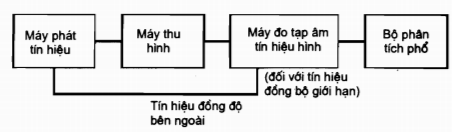 Máy phát
tín hiệu
Máy thu
hình
Máy đo tạp âm
tín hiệu hình
Bộ phân
tích phổ
(đối với tín hiệu
đồng bộ giới hạn)
Tín hiệu đồng độ
bên ngoài